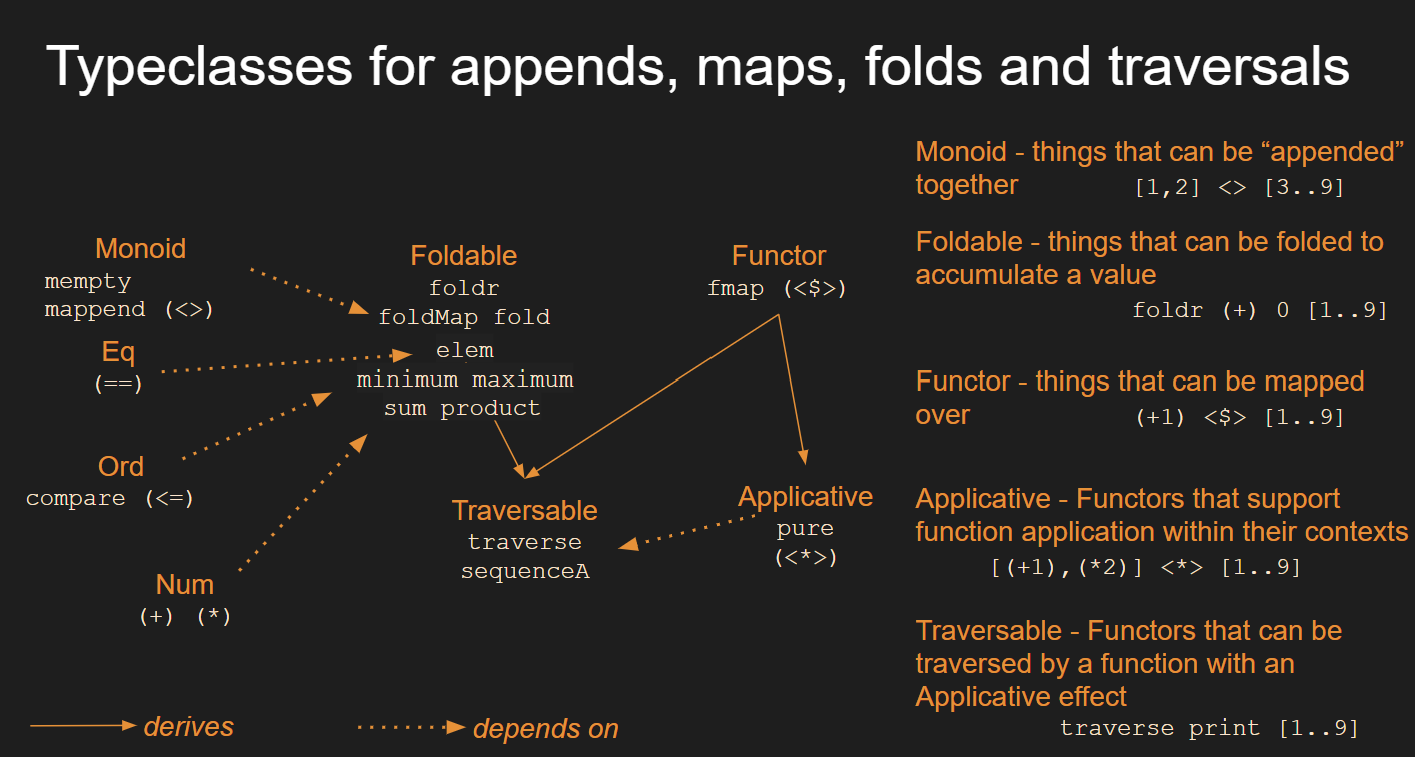 Typeclasses for appends, maps, folds and traversals
Monoid
mempty
mappend (<>)
Eq
(==)
Ord
compare (<=)
Num
(+) (*)
Foldable
foldr
foldMap fold
elem
minimum maximum
sum product
Functor
fmap (<$>)
Traversable
traverse
sequenceA
Applicative
pure
(<*>)
derives
depends on
Monoid - things that can be “appended”
together [1,2] <> [3..9]
Foldable - things that can be folded to
accumulate a value
foldr (+) 0 [1..9]
Functor - things that can be mapped
over (+1) <$> [1..9]
Applicative - Functors that support
function application within their contexts
[(+1),(*2)] <*> [1..9]
Traversable - Functors that can be
traversed by a function with an
Applicative effect
traverse print [1..9]